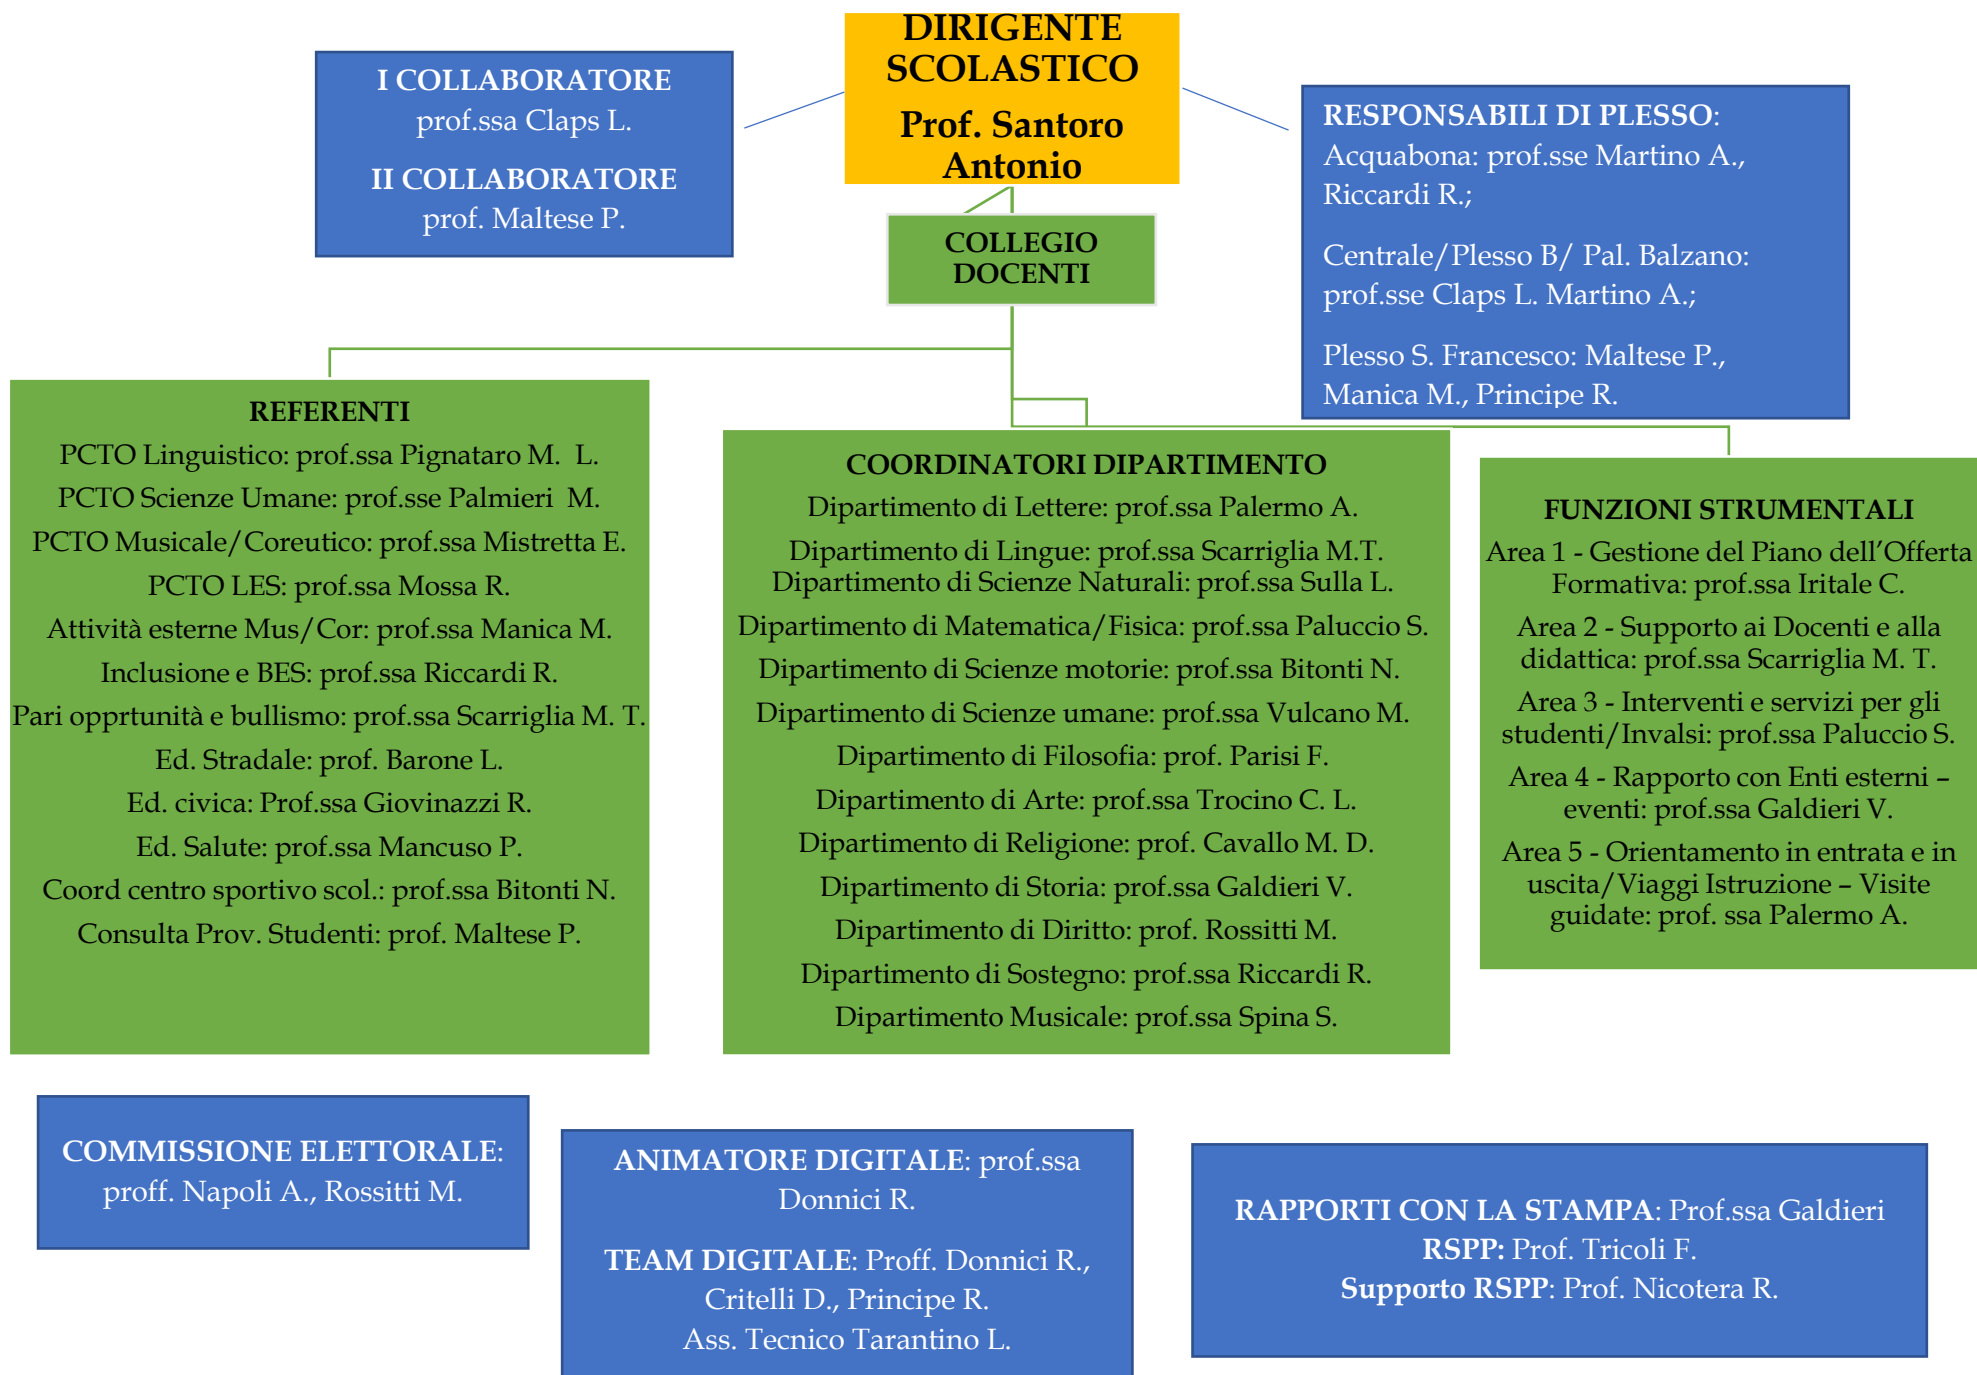 DIRIGENTE
SCOLASTICO
Prof. Santoro
Antonio
I COLLABORATORE
prof.ssa Claps L.
II COLLABORATORE
prof. Maltese P.
RESPONSABILI DI PLESSO:
Acquabona: prof.sse Martino A.,
Riccardi R.;
Centrale/Plesso B/ Pal. Balzano:
prof.sse Claps L. Martino A.;
Plesso S. Francesco: Maltese P.,
Manica M., Principe R.
COLLEGIO
DOCENTI
REFERENTI
PCTO Linguistico: prof.ssa Pignataro M. L.
PCTO Scienze Umane: prof.sse Palmieri M.
PCTO Musicale/Coreutico: prof.ssa Mistretta E.
PCTO LES: prof.ssa Mossa R.
Attività esterne Mus/Cor: prof.ssa Manica M.
Inclusione e BES: prof.ssa Riccardi R.
Pari opprtunità e bullismo: prof.ssa Scarriglia M. T.
Ed. Stradale: prof. Barone L.
Ed. civica: Prof.ssa Giovinazzi R.
Ed. Salute: prof.ssa Mancuso P.
Coord centro sportivo scol.: prof.ssa Bitonti N.
Consulta Prov. Studenti: prof. Maltese P.
COORDINATORI DIPARTIMENTO
Dipartimento di Lettere: prof.ssa Palermo A.
Dipartimento di Lingue: prof.ssa Scarriglia M.T.
Dipartimento di Scienze Naturali: prof.ssa Sulla L.
Dipartimento di Matematica/Fisica: prof.ssa Paluccio S.
Dipartimento di Scienze motorie: prof.ssa Bitonti N.
Dipartimento di Scienze umane: prof.ssa Vulcano M.
Dipartimento di Filosofia: prof. Parisi F.
Dipartimento di Arte: prof.ssa Trocino C. L.
Dipartimento di Religione: prof. Cavallo M. D.
Dipartimento di Storia: prof.ssa Galdieri V.
Dipartimento di Diritto: prof. Rossitti M.
Dipartimento di Sostegno: prof.ssa Riccardi R.
Dipartimento Musicale: prof.ssa Spina S.
FUNZIONI STRUMENTALI
Area 1 - Gestione del Piano dell’Offerta
Formativa: prof.ssa Iritale C.
Area 2 - Supporto ai Docenti e alla
didattica: prof.ssa Scarriglia M. T.
Area 3 - Interventi e servizi per gli
studenti/Invalsi: prof.ssa Paluccio S.
Area 4 - Rapporto con Enti esterni –
eventi: prof.ssa Galdieri V.
Area 5 - Orientamento in entrata e in
uscita/Viaggi Istruzione – Visite
guidate: prof. ssa Palermo A.
COMMISSIONE ELETTORALE:
proff. Napoli A., Rossitti M.
ANIMATORE DIGITALE: prof.ssa
Donnici R.
TEAM DIGITALE: Proff. Donnici R.,
Critelli D., Principe R.
Ass. Tecnico Tarantino L.
RAPPORTI CON LA STAMPA: Prof.ssa Galdieri
RSPP: Prof. Tricoli F.
Supporto RSPP: Prof. Nicotera R.